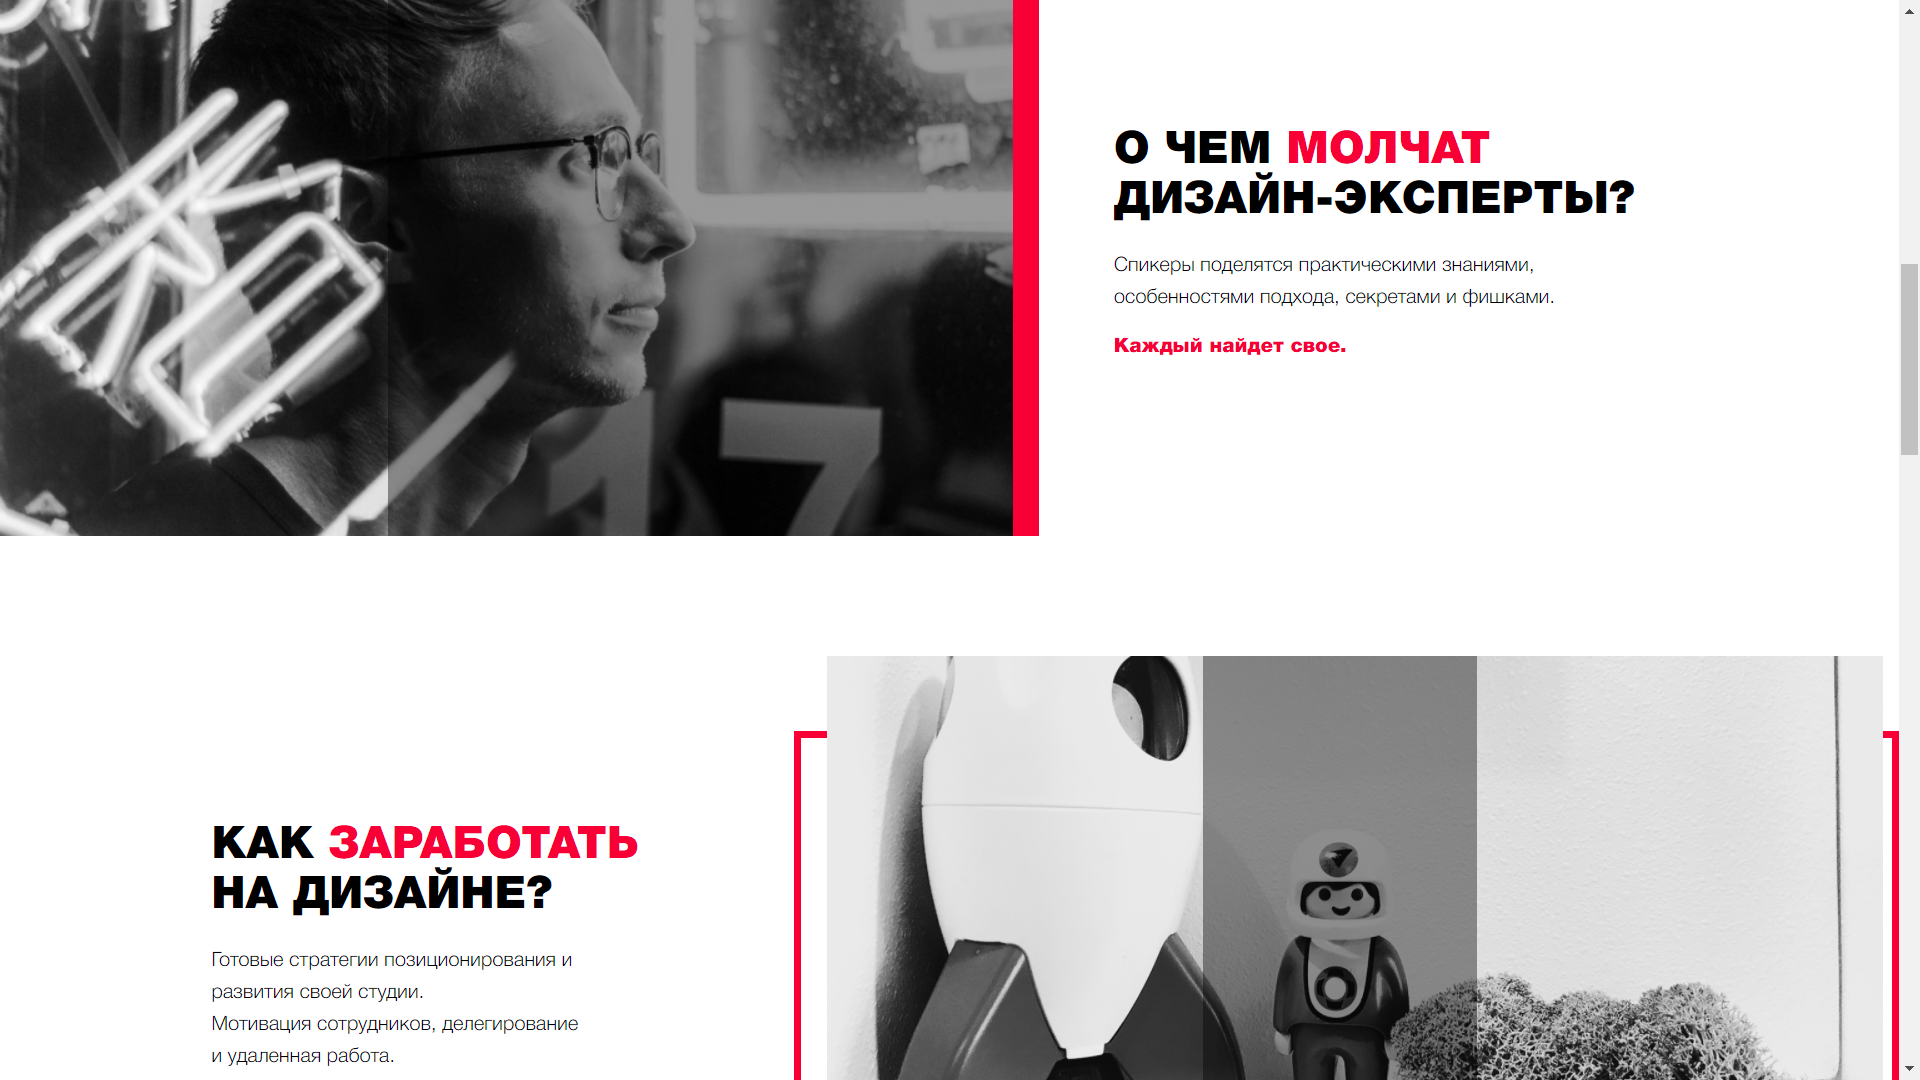 17
О ЧЕМ МОЛЧАТ
ДИЗАЙН-ЭКСПЕРТЫ?
Спикеры поделятся практическими знаниями,
особенностями подхода, секретами и фишками.
Каждый найдет свое.
КАК ЗАРАБОТАТЬ
НА ДИЗАЙНЕ?
Готовые стратегии позиционирования и
развития своей студии.
Мотивация сотрудников, делегирование
и удаленная работа.